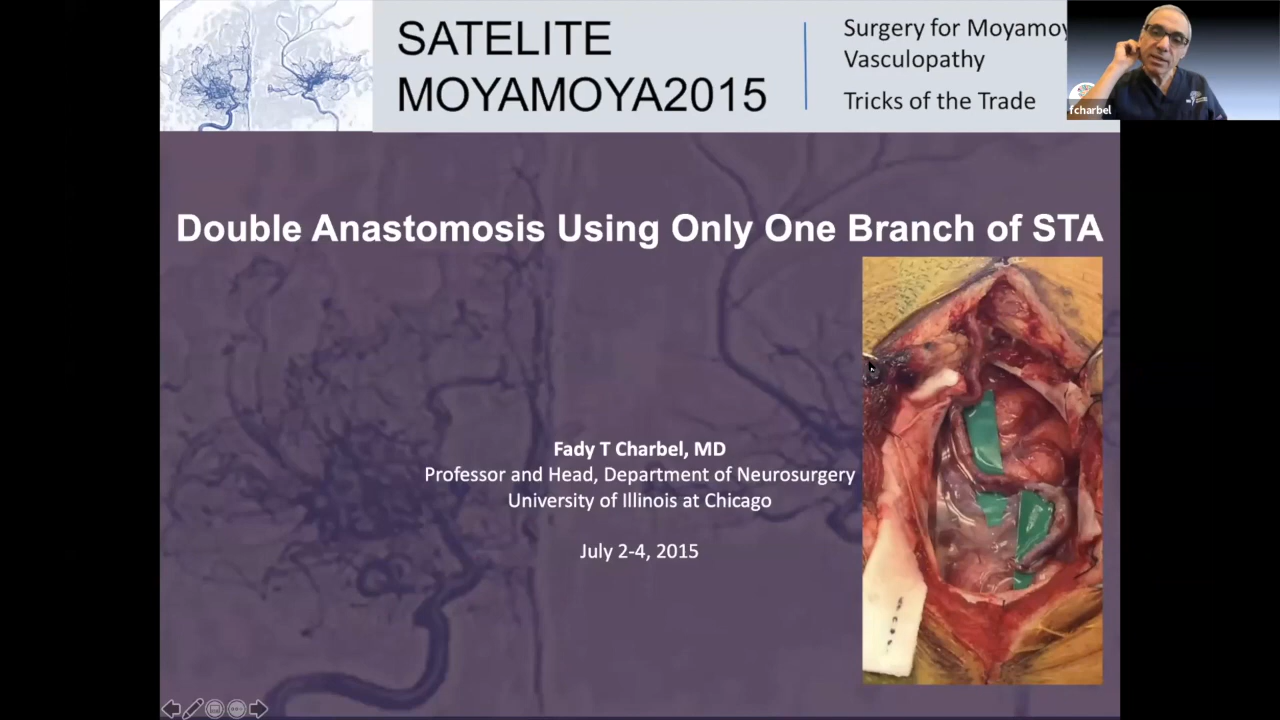 SATELITE
MOYAMOYA2015
Surgery for Moyamoy
Vasculopathy
Tricks of the Trade
fcharbel
Double Anastomosis Using Only One Branch of STA
Fady T Charbel, MD
Professor and Head, Department of Neurosurgery
University of Illinois at Chicago
July 2-4, 2015